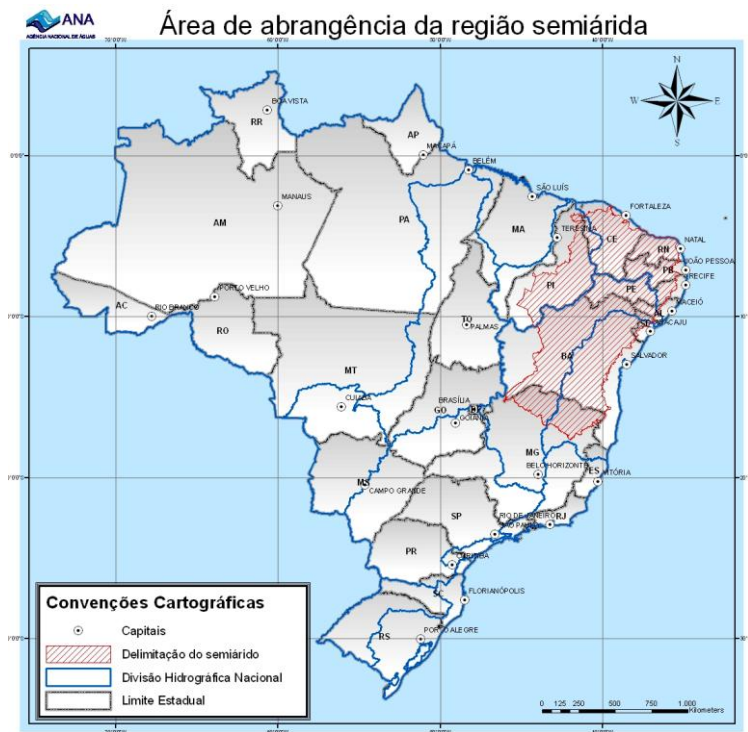 ANA
AGÊNCIA NACIONAL DE ÁGUAS
Área de abrangência da região semiárida
N
W
E
S
BOA VISTA
RR
AP
MACAPÁ
BELÉM
SÃO LUÍS
MANAUS
FORTALEZA
AM
PA
MA
TERESINA
CE
NATAL
RN
JOÃO PESSOA
PB
RECIFE
PI
PE
MACEIÓ
AL
AC
RIO BRANCO
PORTO VELHO
RO
TO
PALMAS
BA
SALVADOR
MT
CUIABÁ
BRASÍLIA
GO
GOIÂNIA
MG
BELO HORIZONTE
ES
VITÓRIA
MS
CAMPO GRANDE
SP
RIO DE JANEIRO
RJ
PR
SC
FLORIANÓPOLIS
RS
PORTO ALEGRE
Convenções Cartográficas
Capitais
Delimitação do semiárido
Divisão Hidrográfica Nacional
Limite Estadual
0 125 250 500 750 1.000
Kilometers